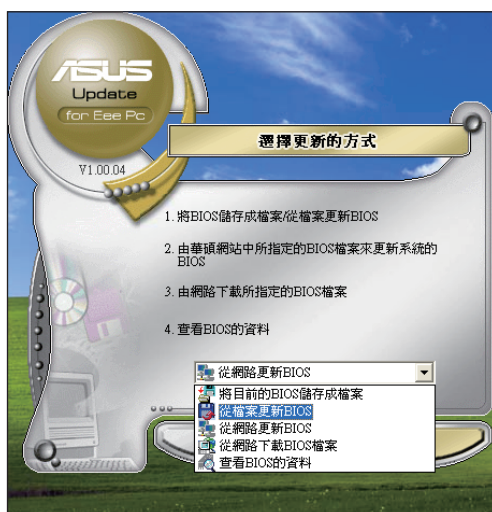 ASUS
Update
for Eee Pc
V1.00.04
選擇更新的方式
1. 將BIOS儲存成檔案/從檔案更新BIOS
2. 由華碩網站中所指定的BIOS檔案來更新系統的
BIOS
3. 由網路下載所指定的BIOS檔案
4. 查看BIOS的資料
從網路更新BIOS
將目前的BIOS儲存成檔案
從檔案更新BIOS
從網路更新BIOS
從網路下載BIOS檔案
查看BIOS的資料